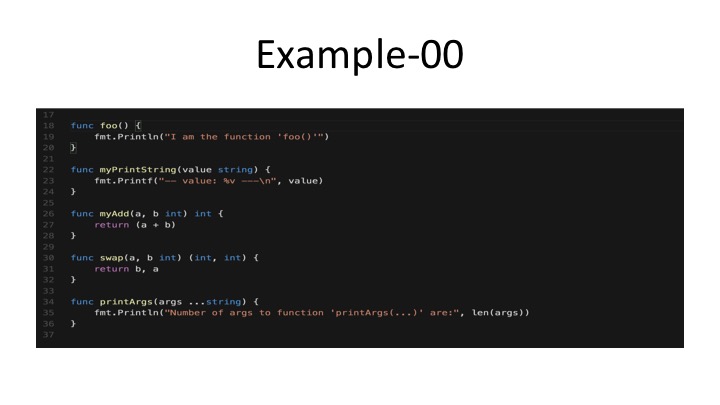 Example-00
17
18 func foo() {
19 fmt.Println("I am the function 'foo()'")
20 }
21
22 func myPrintString(value string) {
23 fmt.Printf("-- value: %v ---\n", value)
24 }
25
26 func myAdd(a, b int) int {
27 return (a + b)
28 }
29
30 func swap(a, b int) (int, int) {
31 return b, a
32 }
33
34 func printArgs(args ...string) {
35 fmt.Println("Number of args to function 'printArgs(...)' are:", len(args))
36 }
37